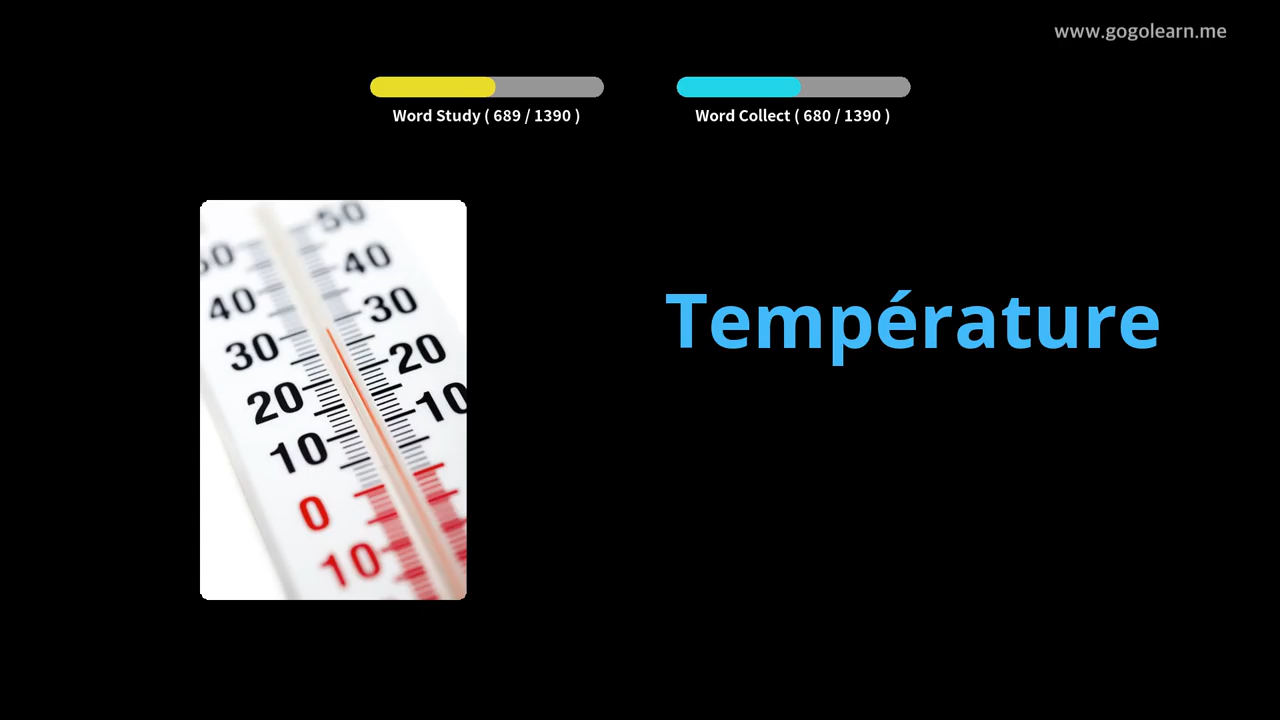 www.gogolearn.me
Word Study ( 689 / 1390 )
Word Collect ( 680 / 1390 )
Température
50
50 40
40 30
30 20
20 10
10
0
10